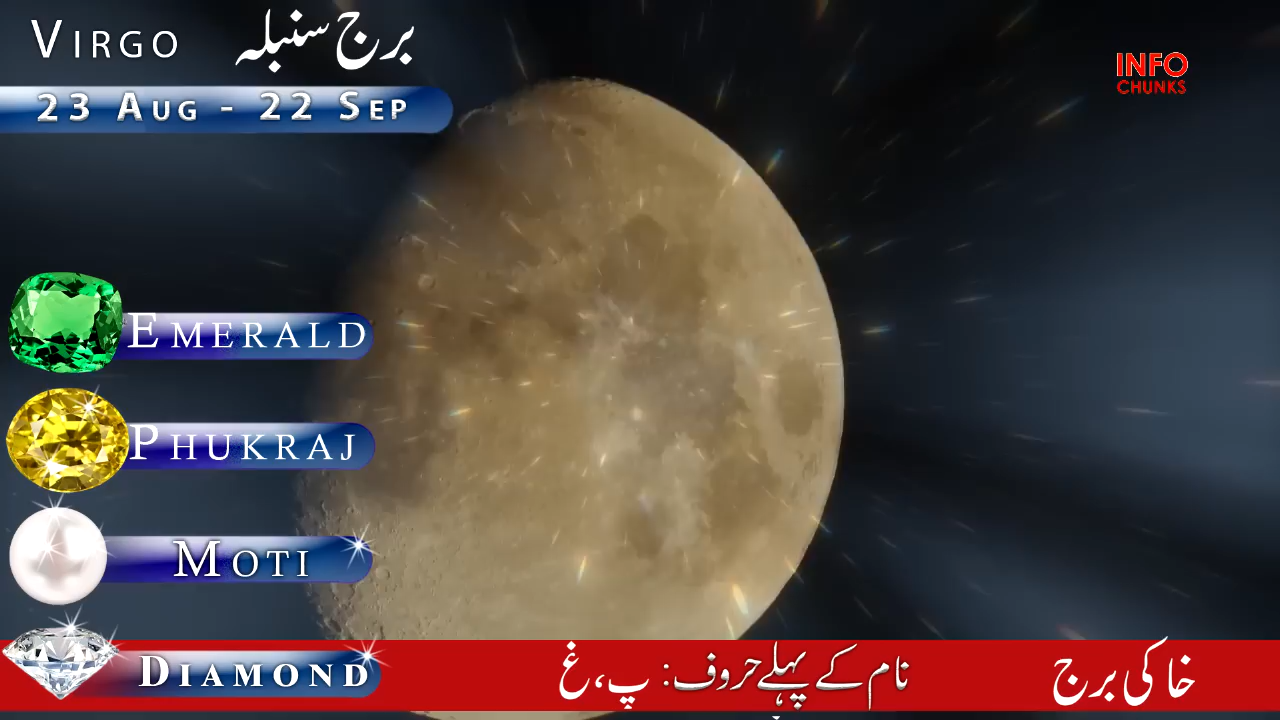 VIRGO برج سنبلہ
23 AUG - 22 SEP
INFO
CHUNKS
EMERALD
PHUKRAJ
MOTI
DIAMOND
نام کے پہلے حروف: پ، غ
خاکی برج